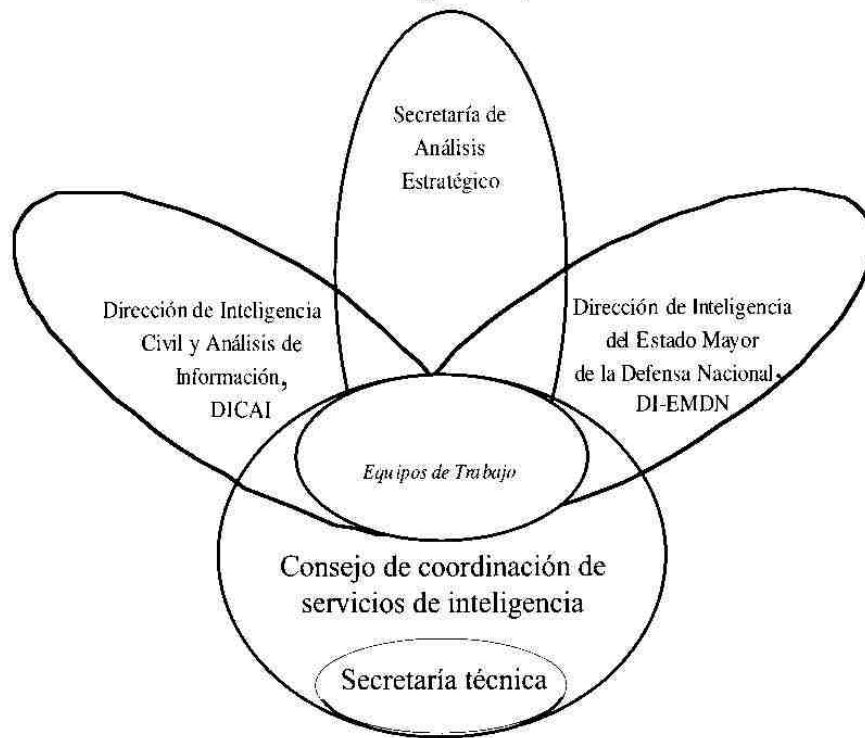 Secretaría de
Análisis
Estratégico
Dirección de Inteligencia
Civil y Análisis de
Información,
DICAI
Dirección de Inteligencia
del Estado Mayor
de la Defensa Nacional,
DI-EMDN
Equipos de Trabajo
Consejo de coordinación de
servicios de inteligencia
Secretaría técnica